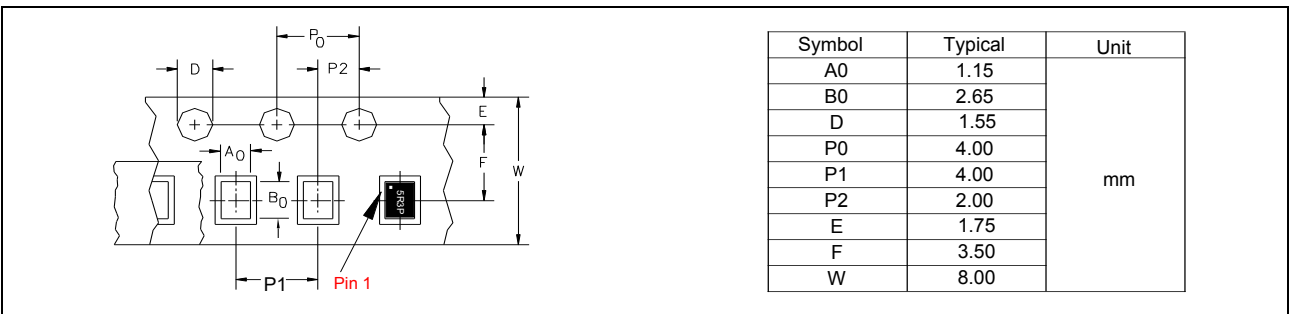 P0
D
P2
E
A0
F
W
B0
5R3P
P1
Pin 1
Symbol Typical Unit
A0 1.15
B0 2.65
D 1.55
P0 4.00
P1 4.00 mm
P2 2.00
E 1.75
F 3.50
W 8.00